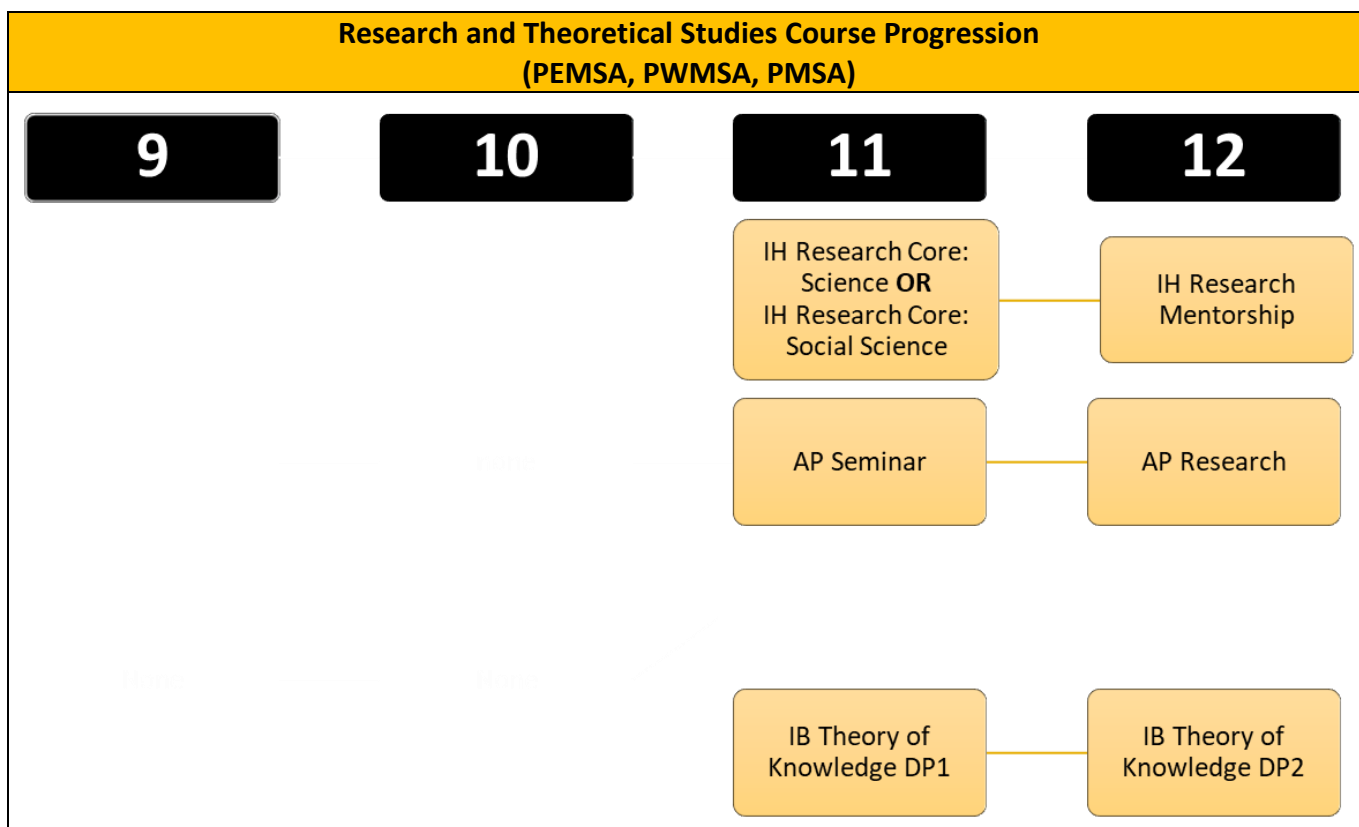 Research and Theoretical Studies Course Progression
(PEMSA, PWMSA, PMSA)
9
10
11
12
IH Research Core:
Science OR
IH Research Core:
Social Science
IH Research
Mentorship
AP Seminar
AP Research
IB Theory of
Knowledge DP1
IB Theory of
Knowledge DP2